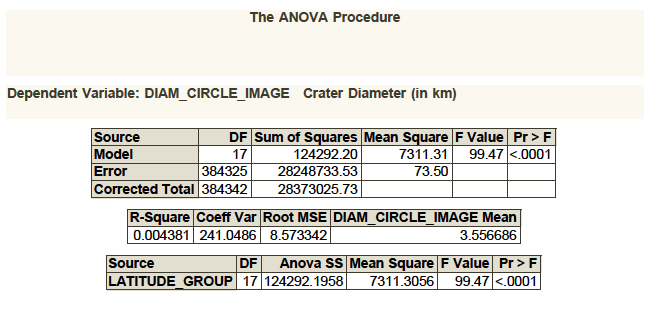 The ANOVA Procedure
Dependent Variable: DIAM_CIRCLE_IMAGE Crater Diameter (in km)
Source DF Sum of Squares Mean Square F Value Pr > F
Model 17 124292.20 7311.31 99.47 <.0001
Error 384325 28248733.53 73.50
Corrected Total 384342 28373025.73
R-Square Coeff Var Root MSE DIAM_CIRCLE_IMAGE Mean
0.004381 241.0486 8.573342 3.556686
Source DF Anova SS Mean Square F Value Pr > F
LATITUDE_GROUP 17 124292.1958 7311.3056 99.47 <.0001